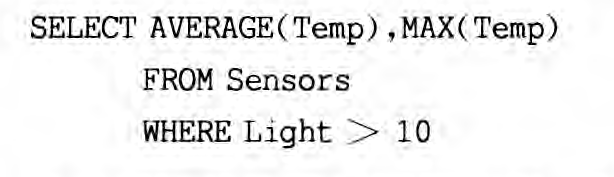 SELECT AVERAGE(Temp),MAX(Temp)
FROM Sensors
WHERE Light > 10